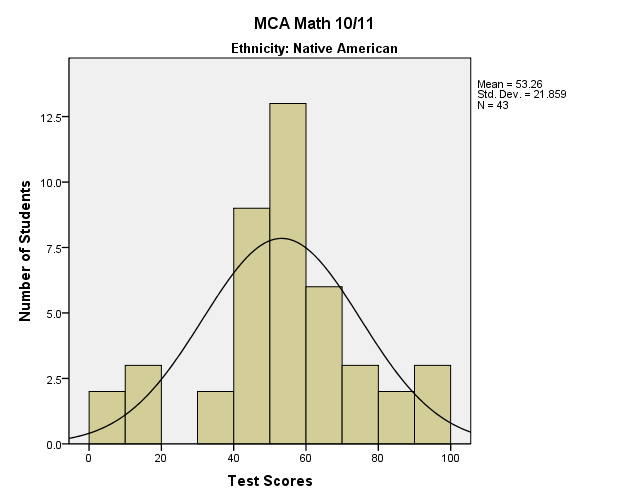 MCA Math 10/11
Ethnicity: Native American
Mean = 53.26
Std. Dev. = 21.859
N = 43
Number of Students
12.5
10.0
7.5
5.0
2.5
0.0
0 20 40 60 80 100
Test Scores